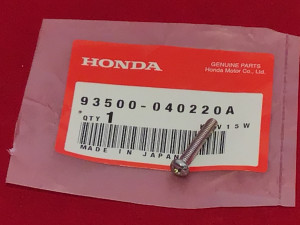 HONDA
GENUINE PARTS
Honda Motor Co., Ltd.
93500-040220A
QTY 1
MADE IN JAPAN